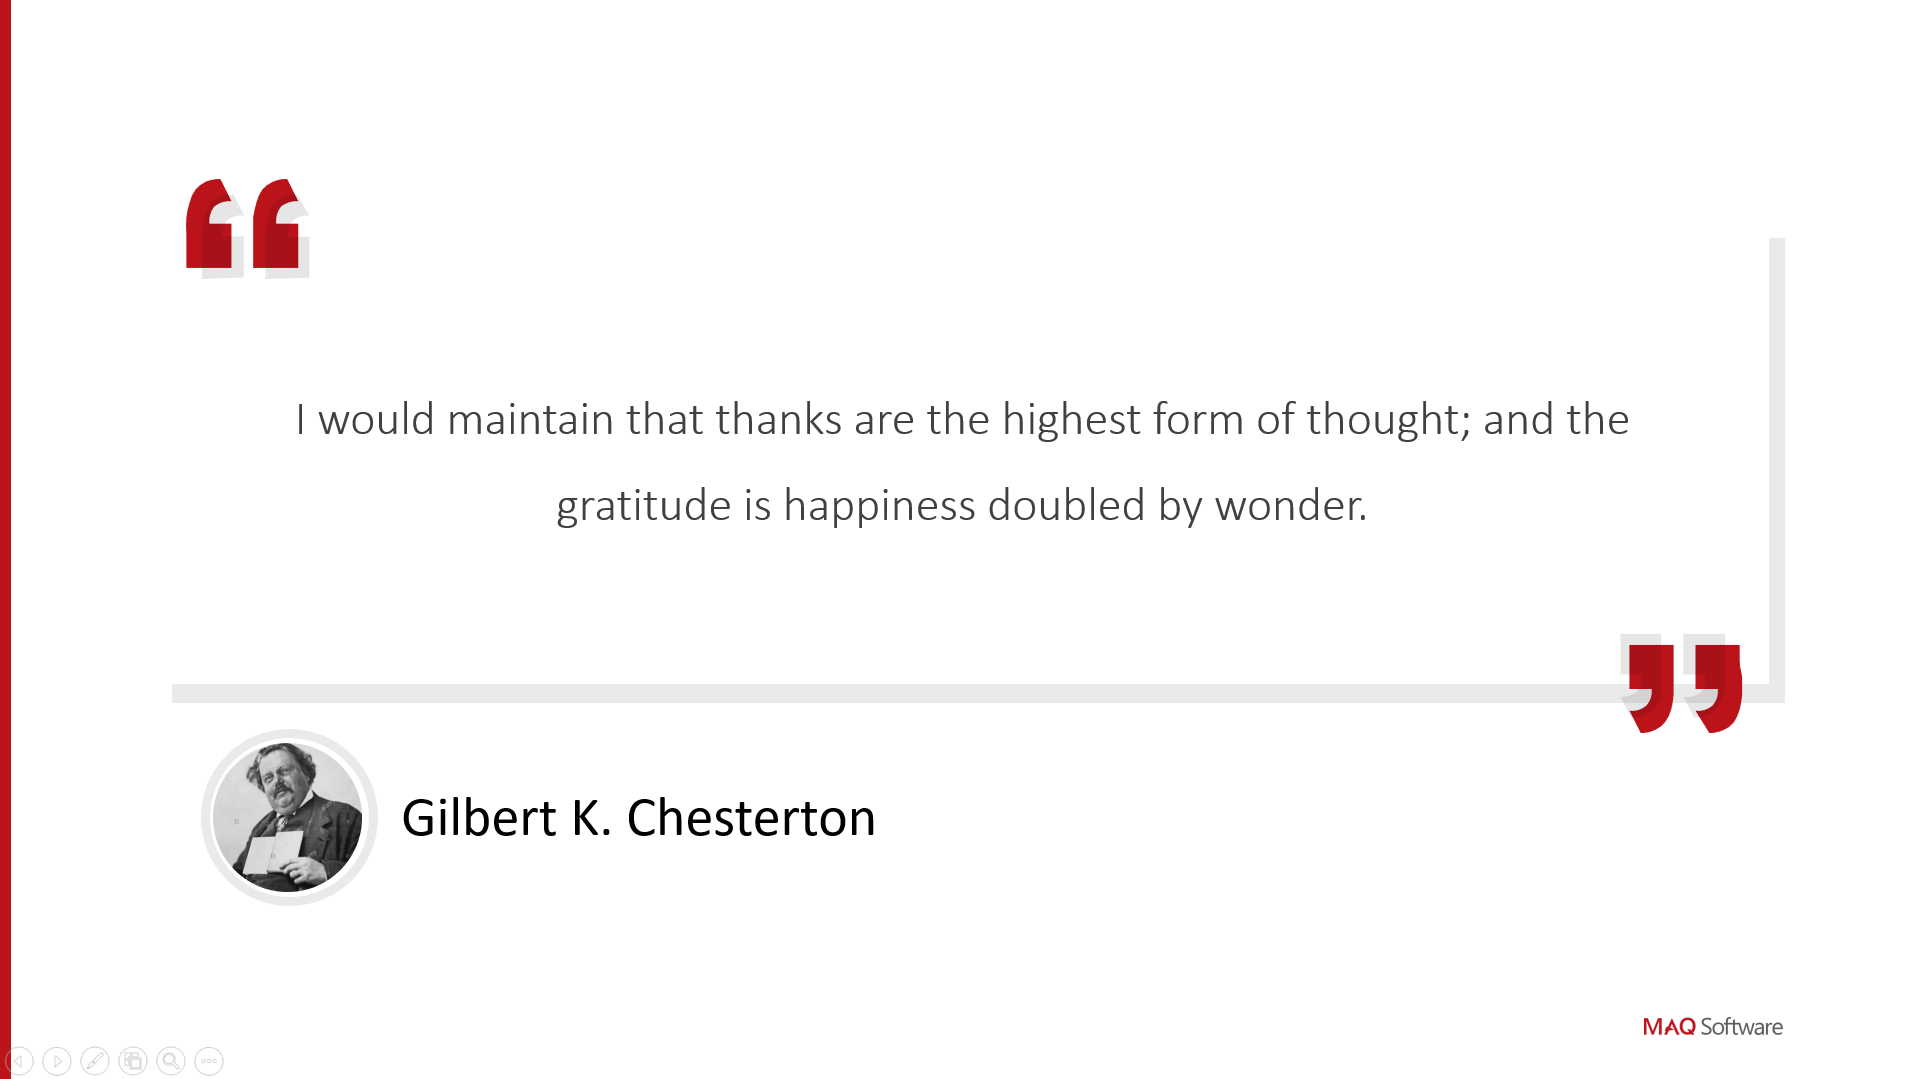 I would maintain that thanks are the highest form of thought; and the
gratitude is happiness doubled by wonder.
Gilbert K. Chesterton
MAQ Software